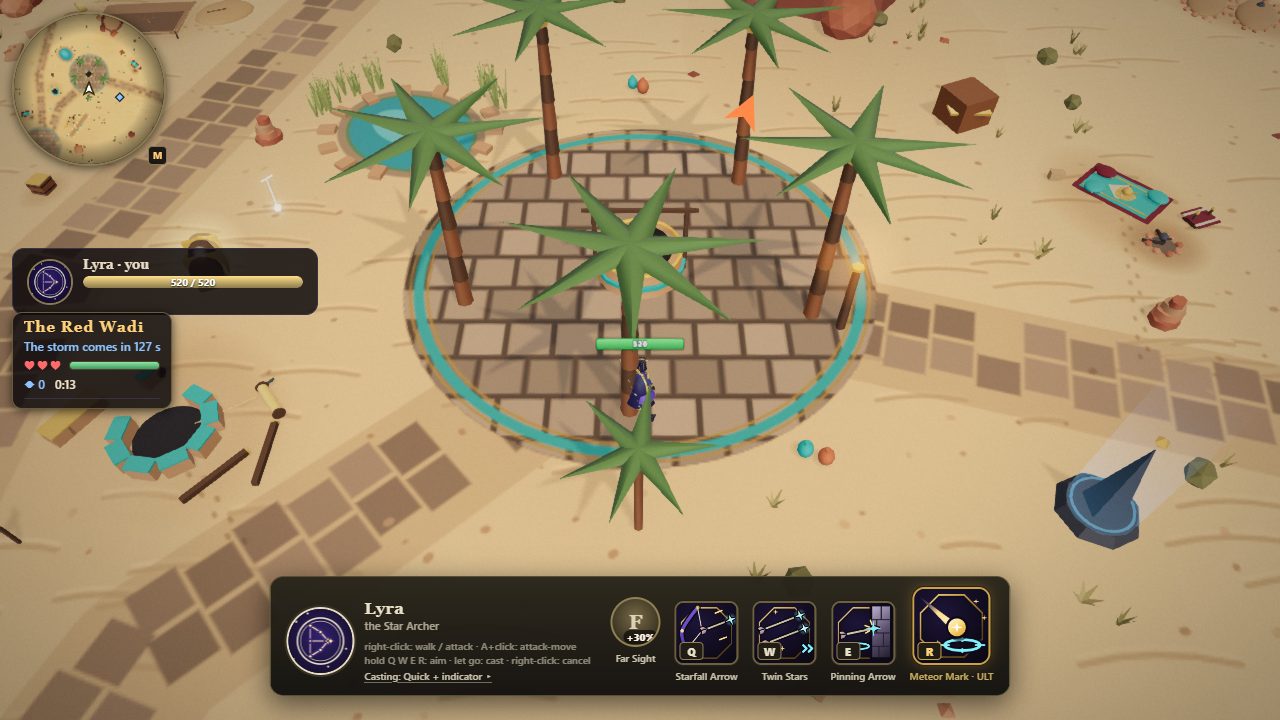 M
Lyra · you
520 / 520
The Red Wadi
The storm comes in 127 s
0 0:13
520
Lyra
the Star Archer
right-click: walk / attack · A+click: attack-move
hold Q W E R: aim · let go: cast · right-click: cancel
Casting: Quick + indicator
F
+30%
Far Sight
Q
Starfall Arrow
W
Twin Stars
E
Pinning Arrow
R
Meteor Mark · ULT